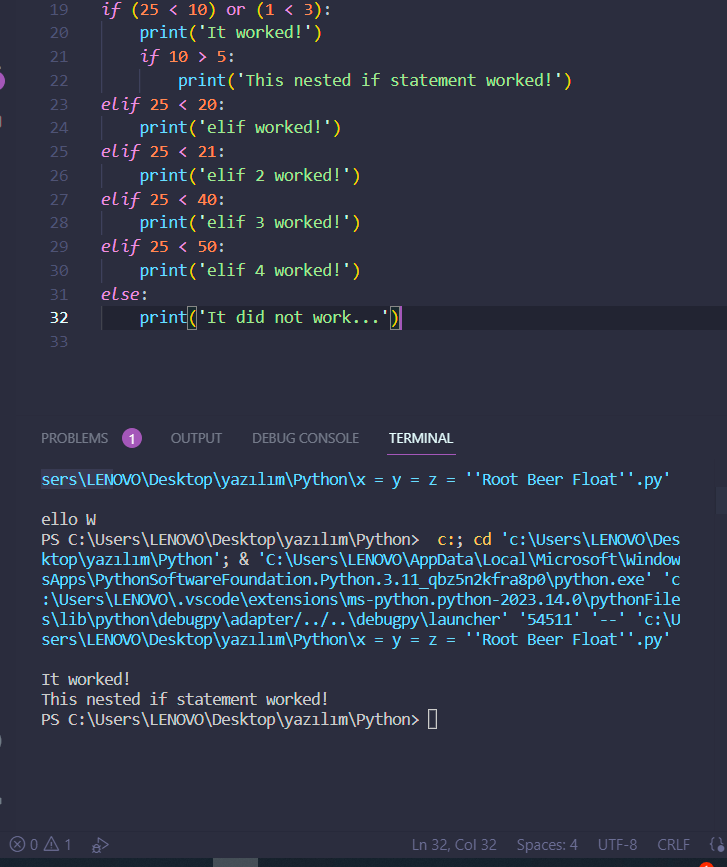 19 if (25 < 10) or (1 < 3):
20 print('It worked!')
21 if 10 > 5:
22 print('This nested if statement worked!')
23 elif 25 < 20:
24 print('elif worked!')
25 elif 25 < 21:
26 print('elif 2 worked!')
27 elif 25 < 40:
28 print('elif 3 worked!')
29 elif 25 < 50:
30 print('elif 4 worked!')
31 else:
32 print('It did not work...')
33
PROBLEMS 1 OUTPUT DEBUG CONSOLE TERMINAL
sers\LENOVO\Desktop\yazılım\Python\x = y = z = ''Root Beer Float''.py'
ello W
PS C:\Users\LENOVO\Desktop\yazılım\Python>  c:; cd 'c:\Users\LENOVO\Des
ktop\yazılım\Python'; & 'C:\Users\LENOVO\AppData\Local\Microsoft\Window
sApps\PythonSoftwareFoundation.Python.3.11_qbz5n2kfra8p0\python.exe' 'c
:\Users\LENOVO\.vscode\extensions\ms-python.python-2023.14.0\pythonFile
s\lib\python\debugpy\adapter/../..\debugpy\launcher' '54511' '--' 'c:\U
sers\LENOVO\Desktop\yazılım\Python\x = y = z = ''Root Beer Float''.py'
It worked!
This nested if statement worked!
PS C:\Users\LENOVO\Desktop\yazılım\Python>
0 1 Ln 32, Col 32 Spaces: 4 UTF-8 CRLF